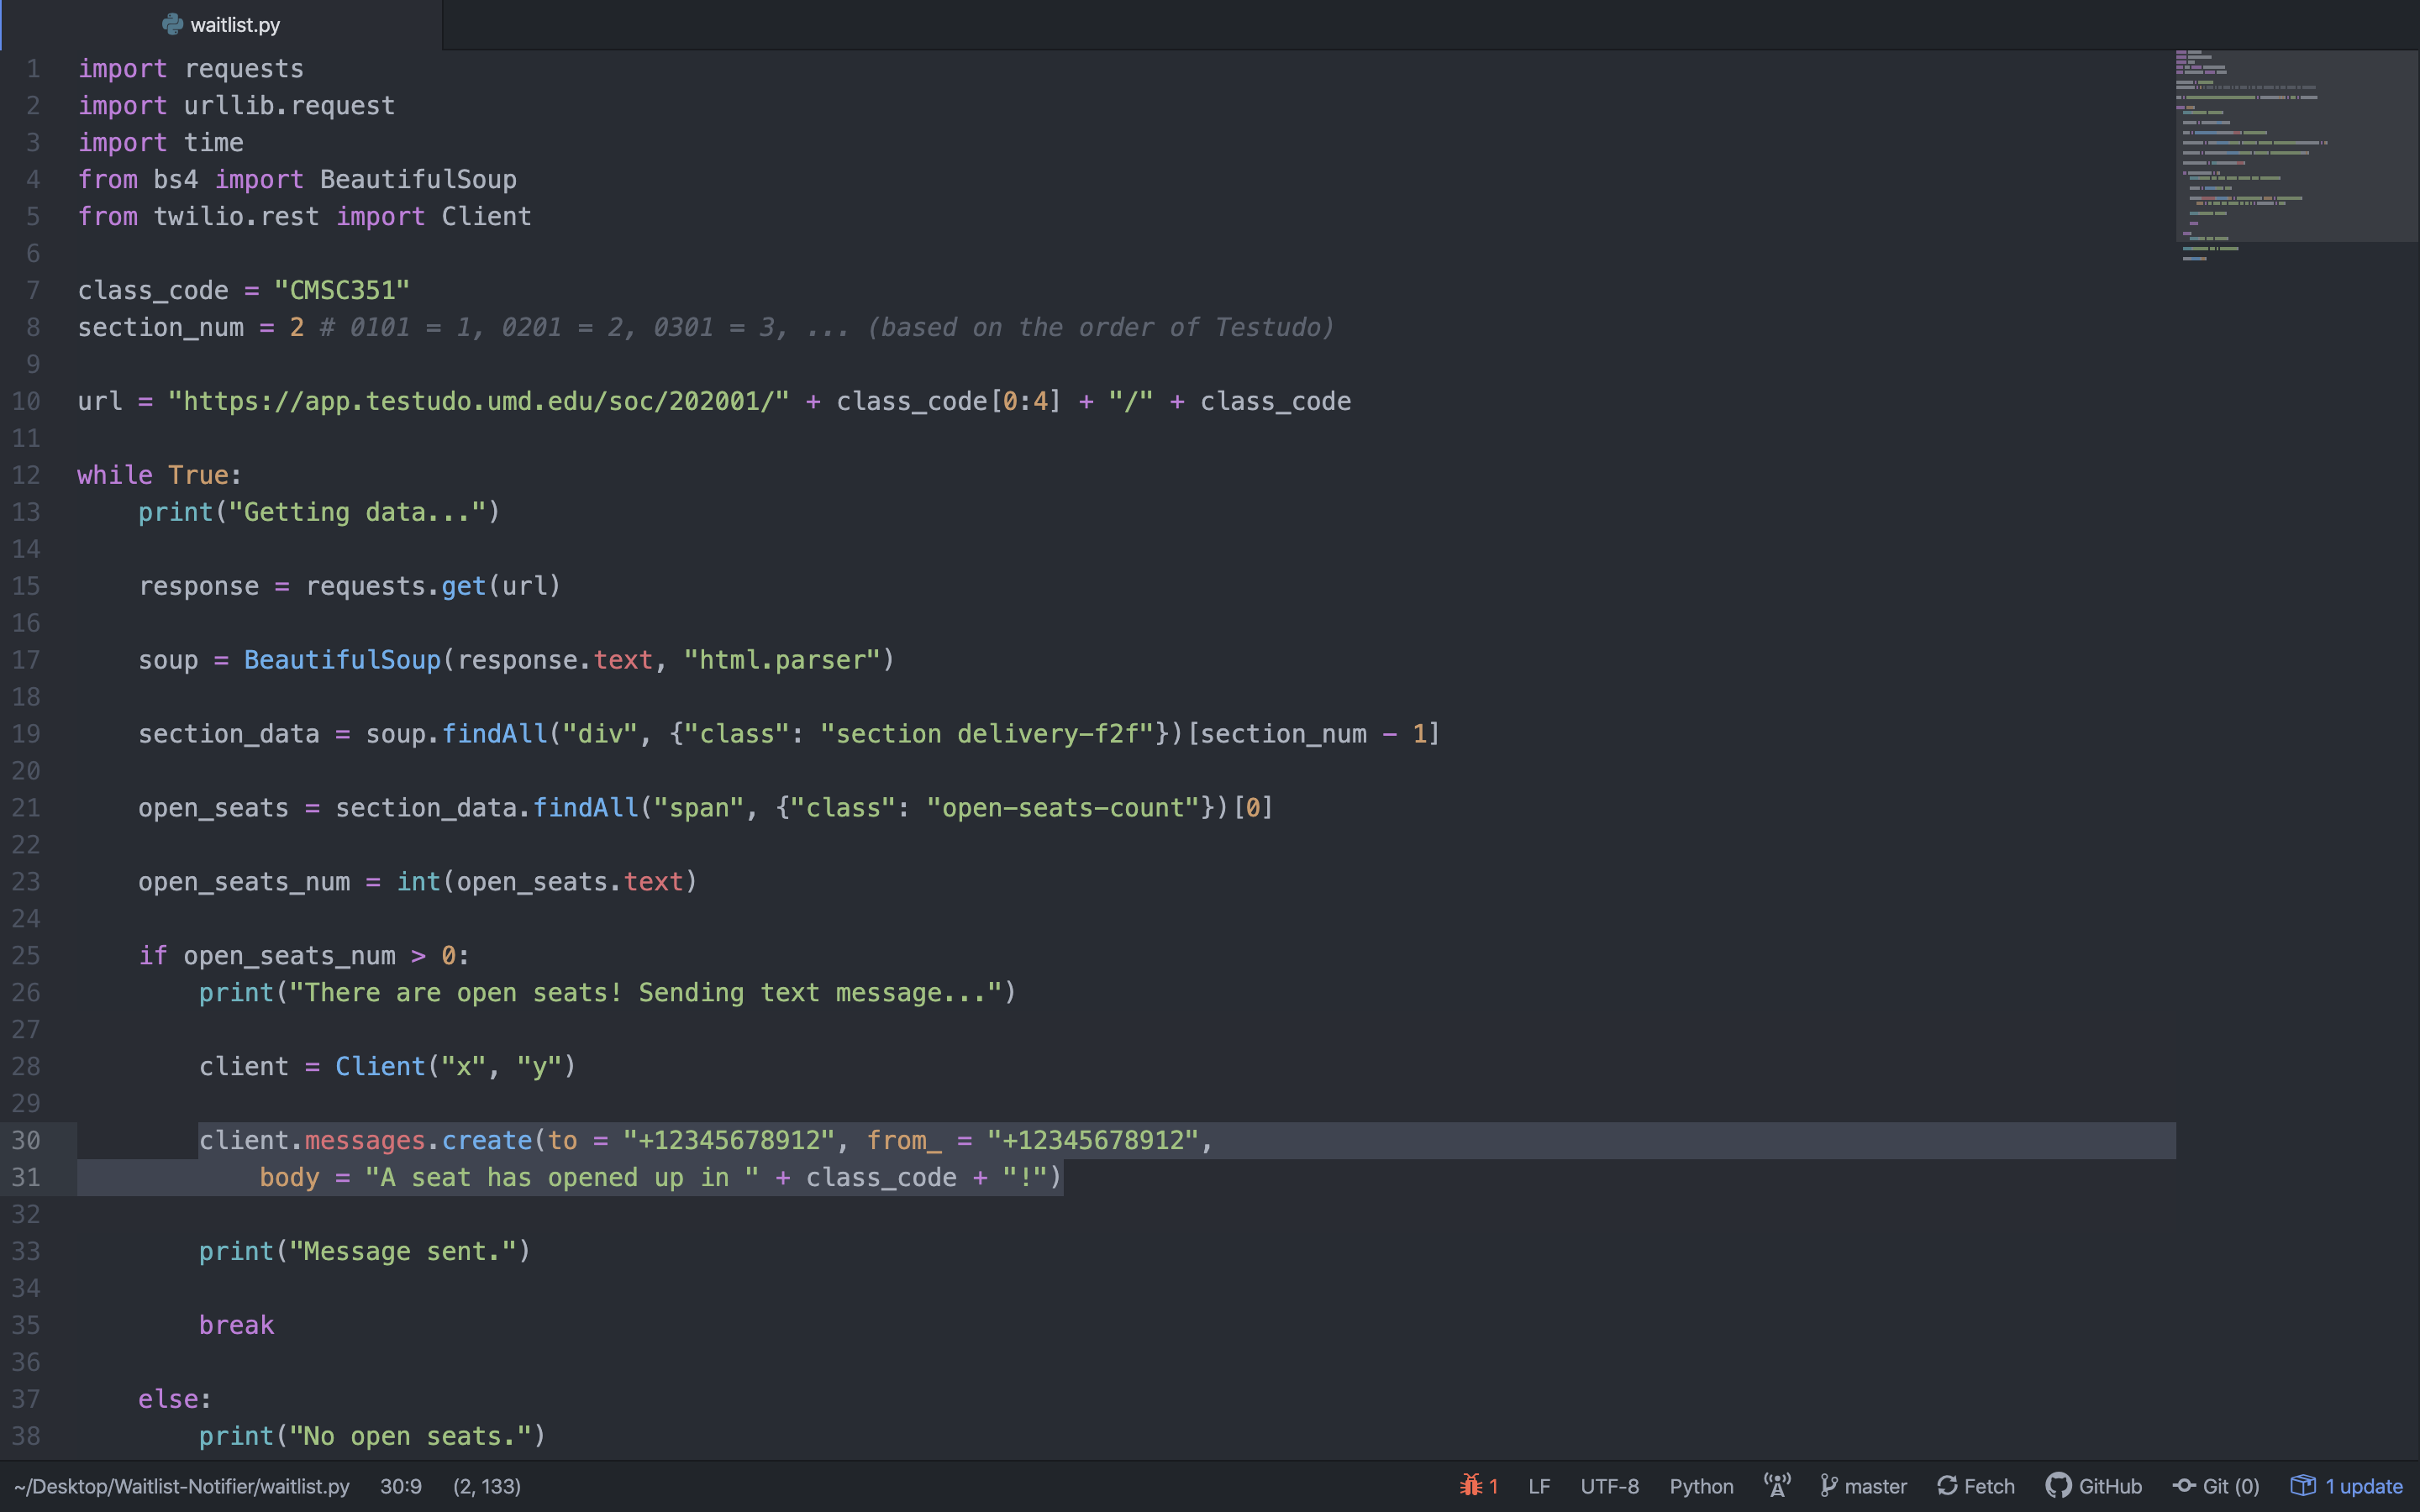 waitlist.py
1 import requests
2 import urllib.request
3 import time
4 from bs4 import BeautifulSoup
5 from twilio.rest import Client
6
7 class_code = "CMSC351"
8 section_num = 2 # 0101 = 1, 0201 = 2, 0301 = 3, ... (based on the order of Testudo)
9
10 url = "https://app.testudo.umd.edu/soc/202001/" + class_code[0:4] + "/" + class_code
11
12 while True:
13     print("Getting data...")
14
15     response = requests.get(url)
16
17     soup = BeautifulSoup(response.text, "html.parser")
18
19     section_data = soup.findAll("div", {"class": "section delivery-f2f"})[section_num - 1]
20
21     open_seats = section_data.findAll("span", {"class": "open-seats-count"})[0]
22
23     open_seats_num = int(open_seats.text)
24
25     if open_seats_num > 0:
26         print("There are open seats! Sending text message...")
27
28         client = Client("x", "y")
29
30         client.messages.create(to = "+12345678912", from_ = "+12345678912",
31             body = "A seat has opened up in " + class_code + "!")
32
33         print("Message sent.")
34
35         break
36
37     else:
38         print("No open seats.")
~/Desktop/Waitlist-Notifier/waitlist.py 30:9 (2, 133) 1 LF UTF-8 Python master Fetch GitHub Git (0) 1 update